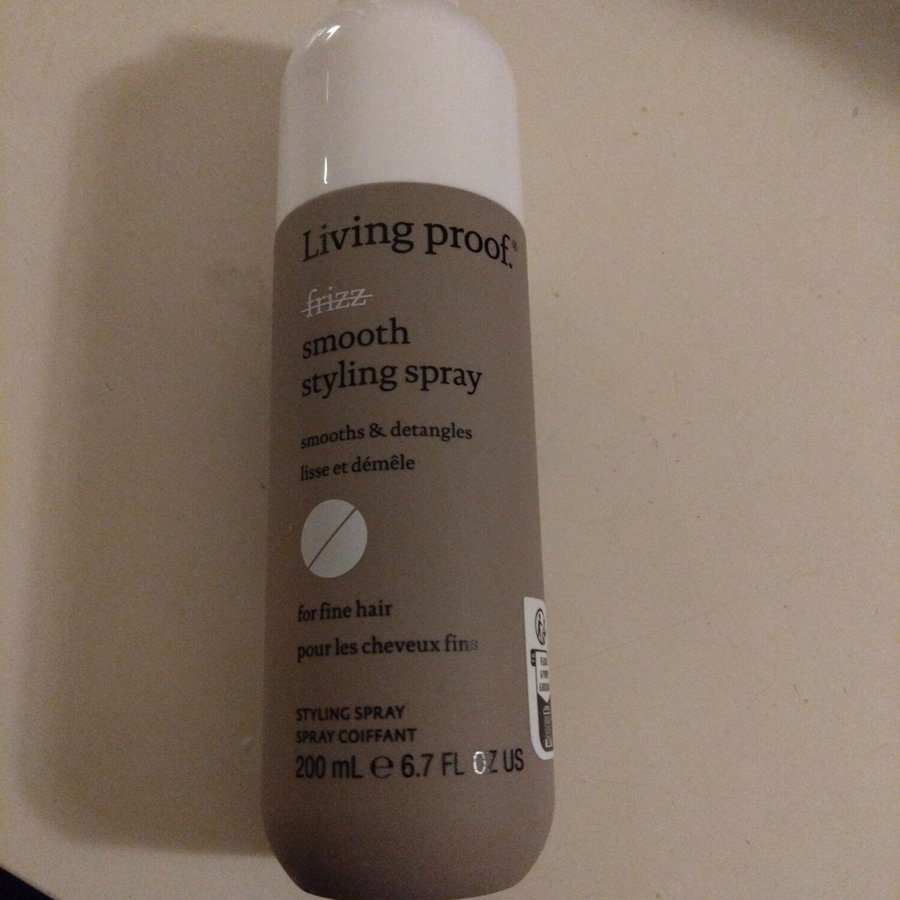 Living proof.®
frizz
smooth
styling spray
smooths & detangles
lisse et démêle
for fine hair
pour les cheveux fins
STYLING SPRAY
SPRAY COIFFANT
200 mL ℮ 6.7 FL OZ US